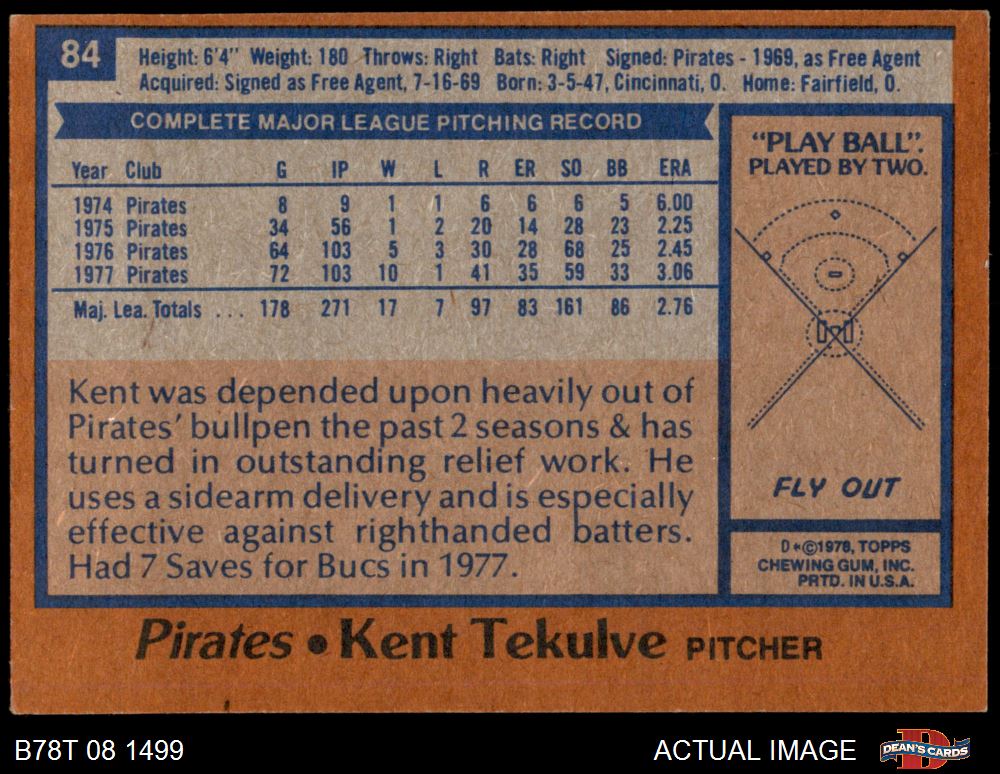 84
Height: 6'4" Weight: 180 Throws: Right Bats: Right Signed: Pirates - 1969, as Free Agent
Acquired: Signed as Free Agent, 7-16-69 Born: 3-5-47, Cincinnati, O. Home: Fairfield, O.
COMPLETE MAJOR LEAGUE PITCHING RECORD
Year Club G IP W L R ER SO BB ERA
1974 Pirates 8 9 1 1 6 6 6 5 6.00
1975 Pirates 34 56 1 2 20 14 28 23 2.25
1976 Pirates 64 103 5 3 30 28 68 25 2.45
1977 Pirates 72 103 10 1 41 35 59 33 3.06
Maj. Lea. Totals ... 178 271 17 7 97 83 161 86 2.76
Kent was depended upon heavily out of
Pirates' bullpen the past 2 seasons & has
turned in outstanding relief work. He
uses a sidearm delivery and is especially
effective against righthanded batters.
Had 7 Saves for Bucs in 1977.
"PLAY BALL".
PLAYED BY TWO.
FLY OUT
D*©1978, TOPPS
CHEWING GUM, INC.
PRTD. IN U.S.A.
Pirates • Kent Tekulve PITCHER
B78T 08 1499
ACTUAL IMAGE
DEAN'S CARDS